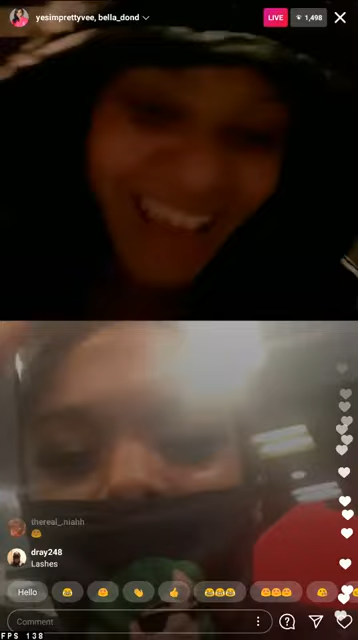 yesimprettyvee, bella_dond
LIVE
1,498
thereal_.niahh
dray248
Lashes
Hello
Comment
FPS 138